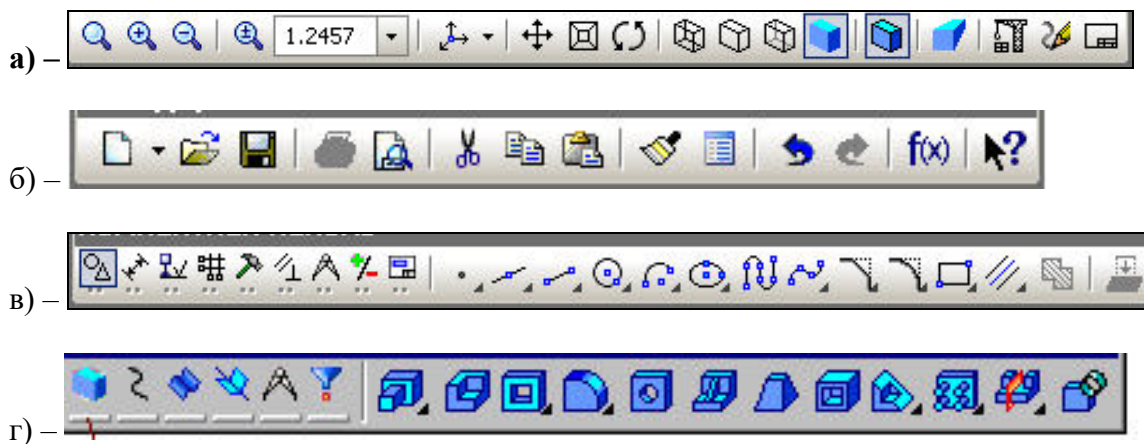 а) – 1.2457
б) – f(x) ?
в) –
г) –